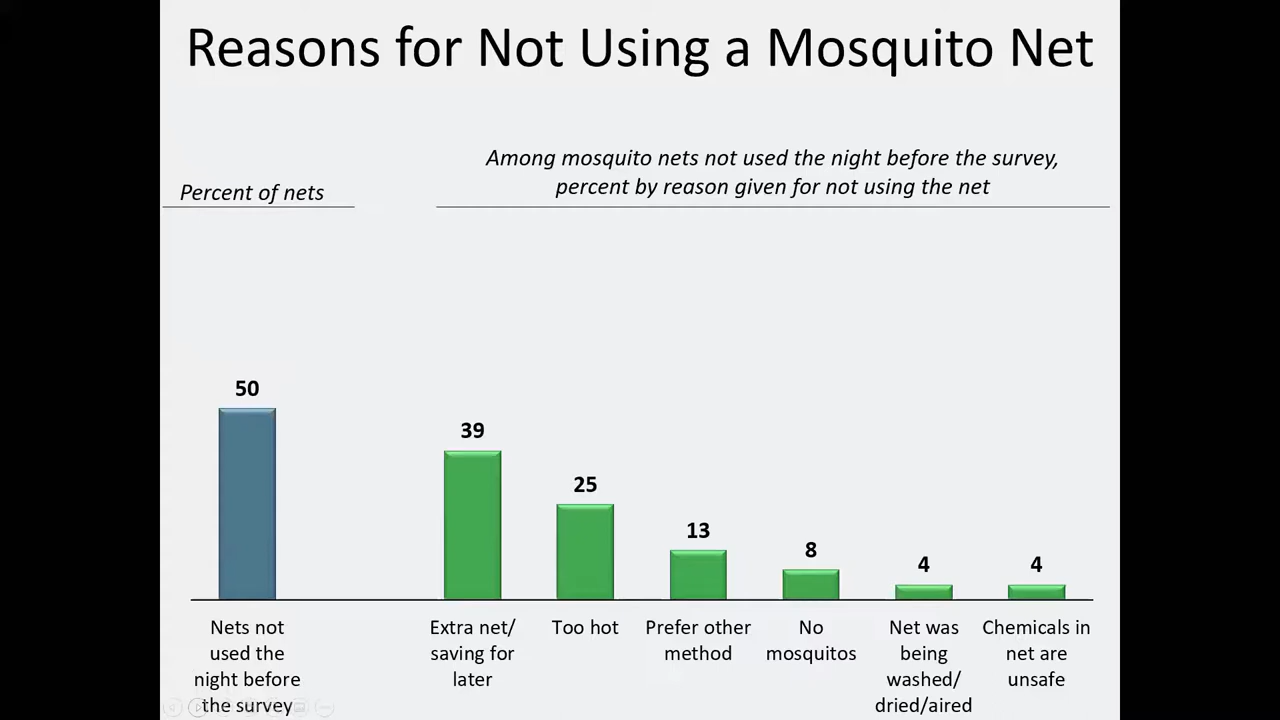 Reasons for Not Using a Mosquito Net
Percent of nets
Among mosquito nets not used the night before the survey,
percent by reason given for not using the net
50
39
25
13
8
4
4
Nets not
used the
night before
the survey
Extra net/
saving for
later
Too hot
Prefer other
method
No
mosquitos
Net was
being
washed/
dried/aired
Chemicals in
net are
unsafe